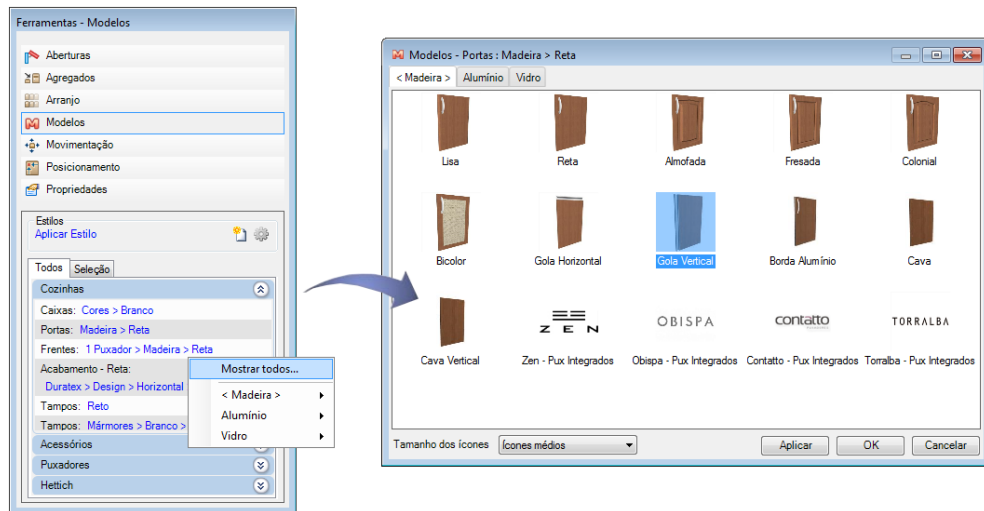 Ferramentas - Modelos
Aberturas
Agregados
Arranjo
Modelos
Movimentação
Posicionamento
Propriedades
Estilos
Aplicar Estilo
Todos Seleção
Cozinhas
Caixas: Cores > Branco
Portas: Madeira > Reta
Frentes: 1 Puxador > Madeira > Reta
Acabamento - Reta:
Duratex > Design > Horizontal
Tampos: Reto
Tampos: Mármores > Branco >
Acessórios
Puxadores
Hettich
Mostrar todos...
< Madeira >
Alumínio
Vidro
Modelos - Portas : Madeira > Reta
< Madeira > Alumínio Vidro
Lisa Reta Almofada Fresada Colonial
Bicolor Gola Horizontal Gola Vertical Borda Alumínio Cava
ZEN OBISPA contatto TORRALBA
Cava Vertical Zen - Pux Integrados Obispa - Pux Integrados Contatto - Pux Integrados Torralba - Pux Integrados
Tamanho dos ícones Ícones médios Aplicar OK Cancelar